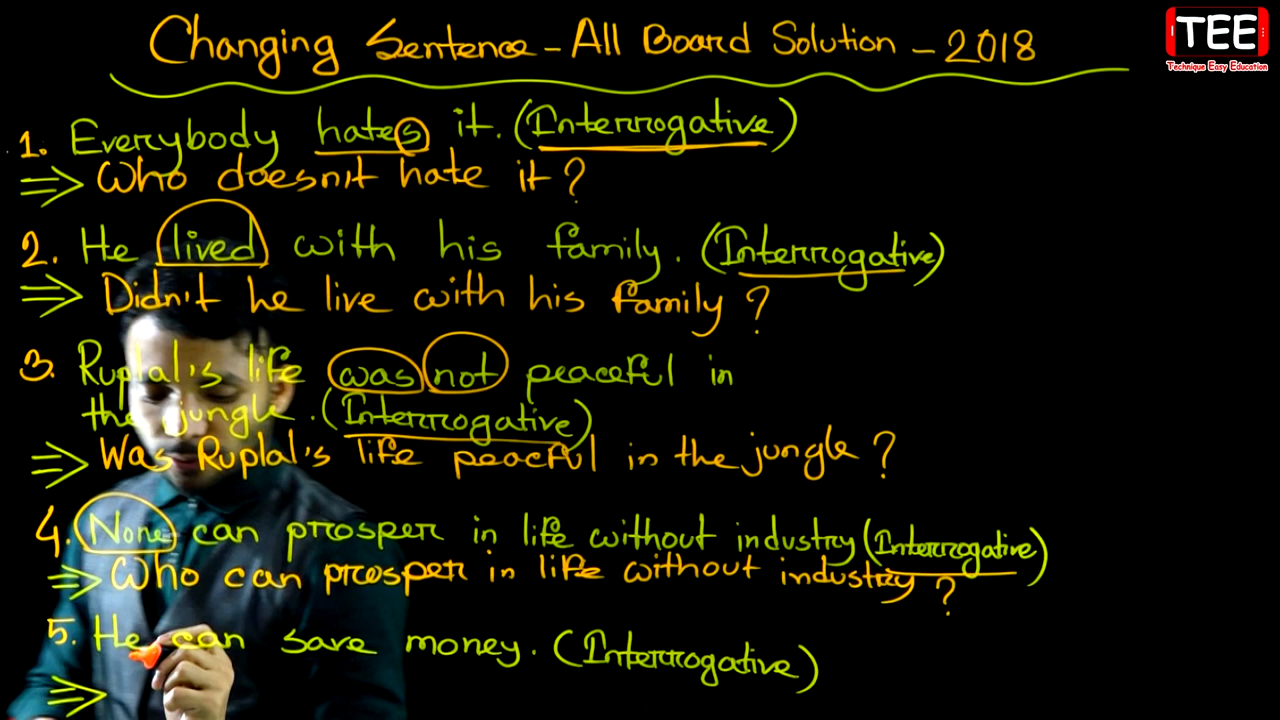 Changing Sentence - All Board Solution - 2018
TEE
Technique Easy Education
1. Everybody hates it. (Interrogative)
⇒ Who doesn't hate it?
2. He lived with his family. (Interrogative)
⇒ Didn't he live with his family?
3. Ruplal's life was not peaceful in
the jungle. (Interrogative)
⇒ Was Ruplal's life peacful in the jungle?
4. None can prosper in life without industry (Interrogative)
⇒ Who can prosper in life without industry?
5. He can save money. (Interrogative)
⇒